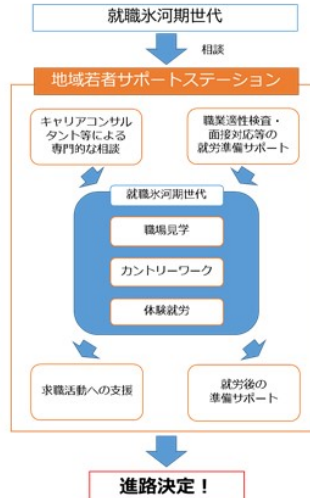 就職氷河期世代
相談
地域若者サポートステーション
キャリアコンサル
タント等による
専門的な相談
職業適性検査・
面接対応等の
就労準備サポート
就職氷河期世代
職場見学
カントリーワーク
体験就労
求職活動への支援
就労後の
準備サポート
進路決定！